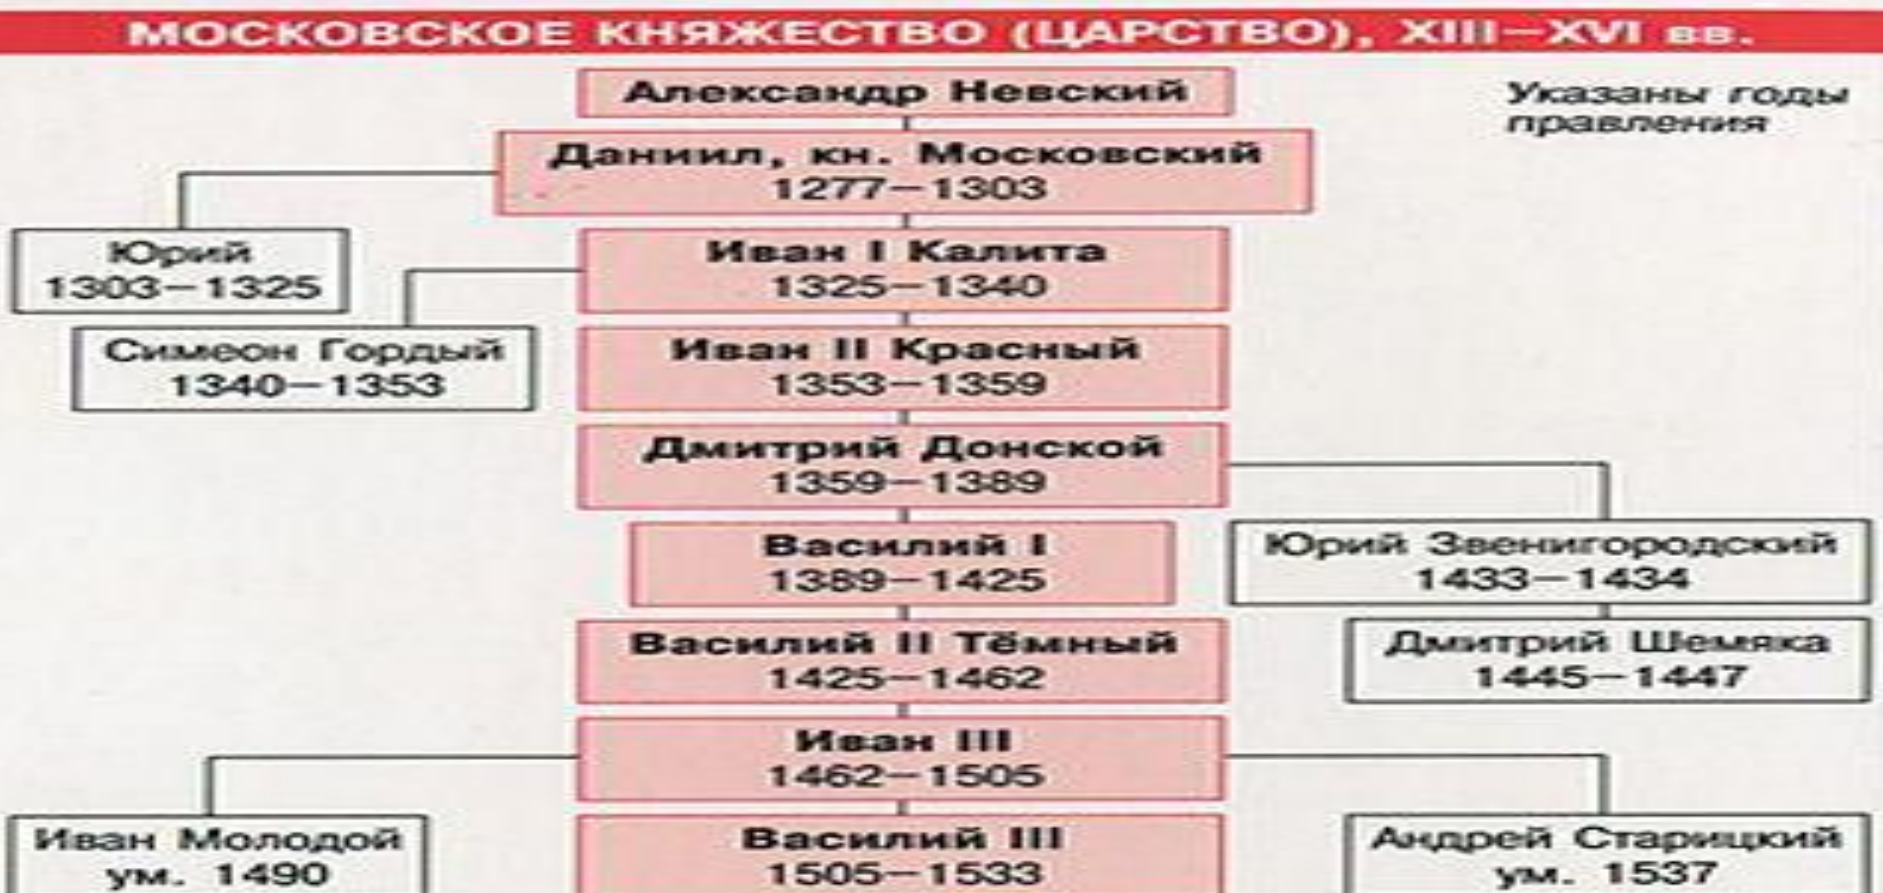 МОСКОВСКОЕ КНЯЖЕСТВО (ЦАРСТВО), XIII–XVI вв.
Александр Невский
Указаны годы
правления
Даниил, кн. Московский
1277–1303
Юрий
1303–1325
Иван I Калита
1325–1340
Симеон Гордый
1340–1353
Иван II Красный
1353–1359
Дмитрий Донской
1359–1389
Василий I
1389–1425
Юрий Звенигородский
1433–1434
Василий II Тёмный
1425–1462
Дмитрий Шемяка
1445–1447
Иван III
1462–1505
Иван Молодой
ум. 1490
Василий III
1505–1533
Андрей Старицкий
ум. 1537